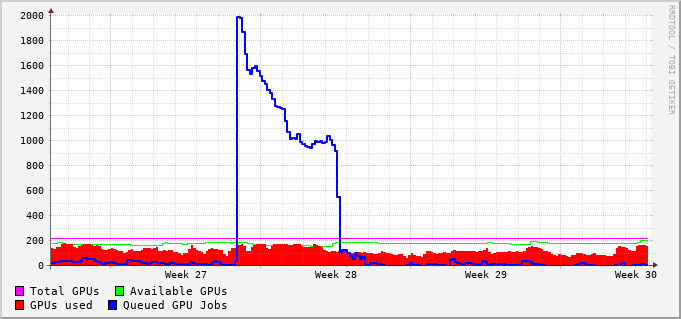 2000
1800
1600
1400
1200
1000
800
600
400
200
0
Week 27 Week 28 Week 29 Week 30
Total GPUs Available GPUs
GPUs used Queued GPU Jobs
RRDTOOL / TOBI OETIKER